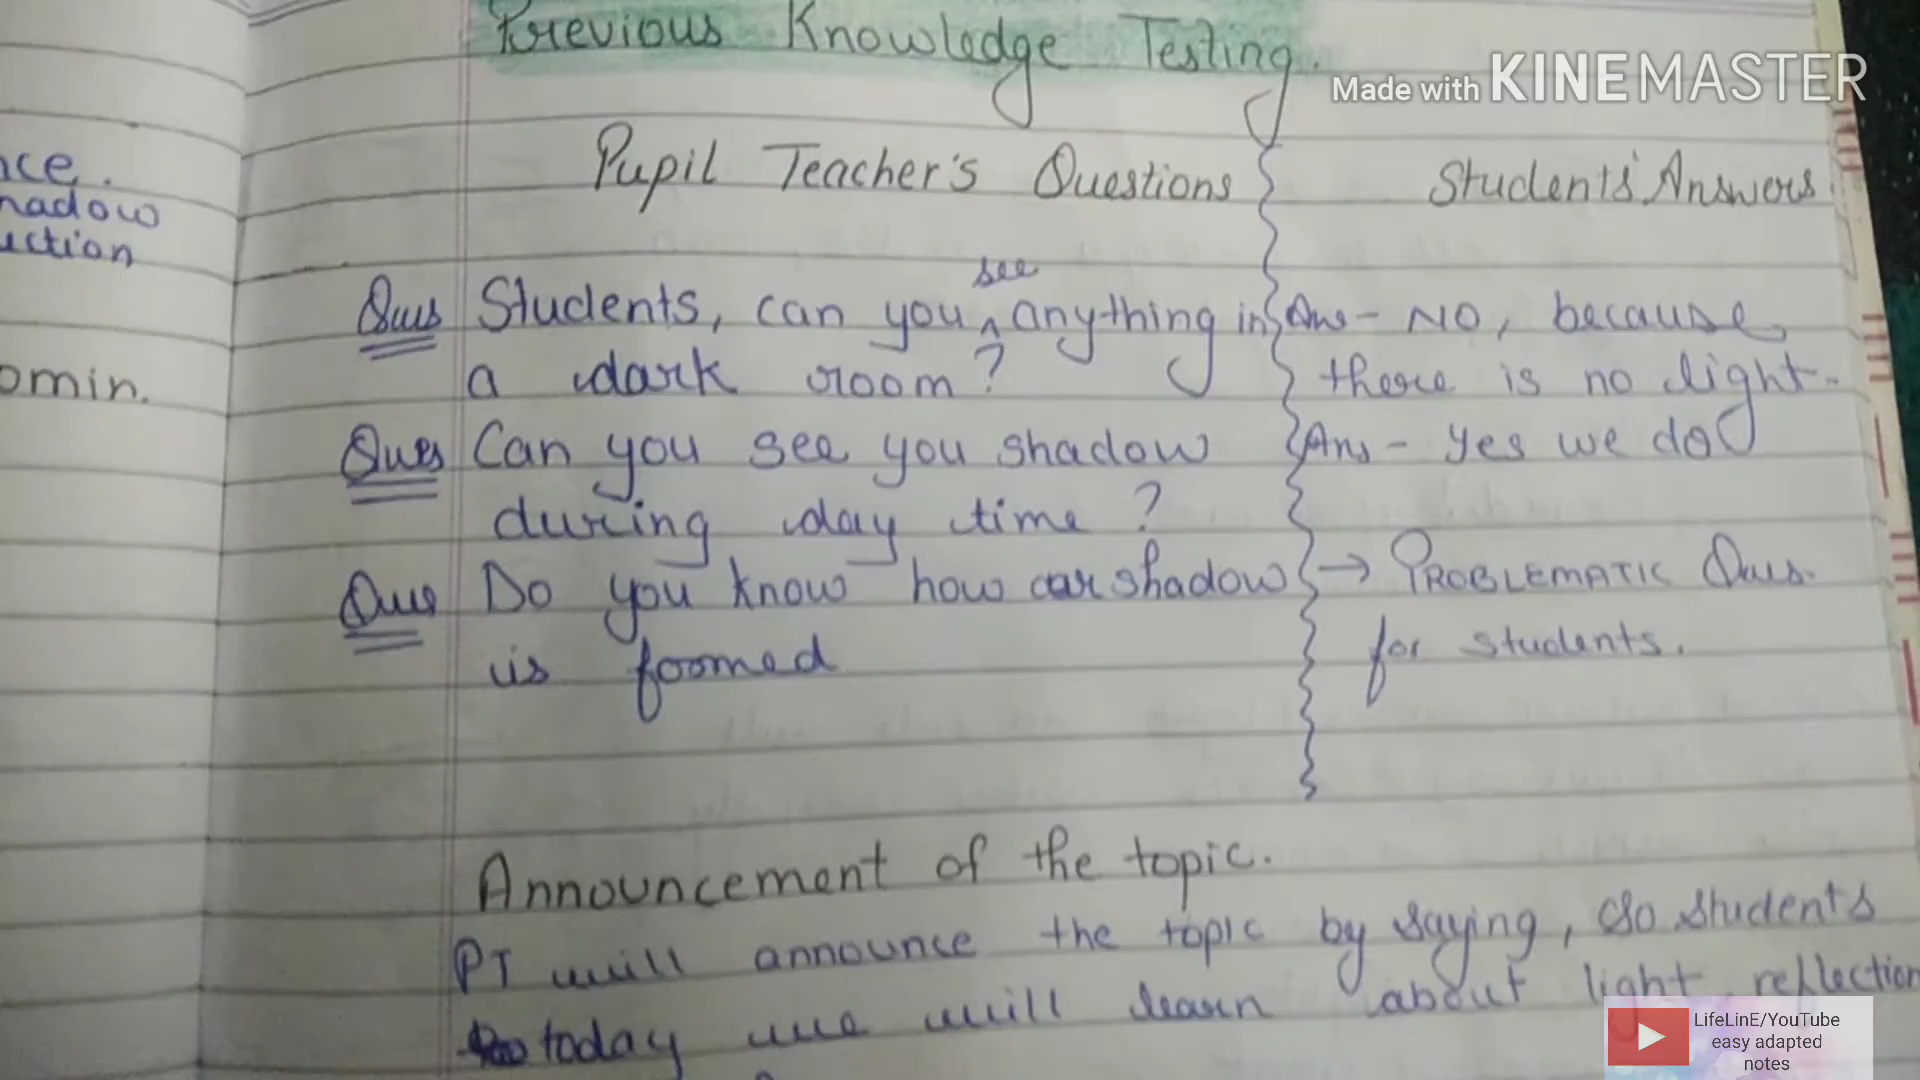 Previous Knowledge Testing.
Made with KINEMASTER
Pupil Teacher's Questions
Students' Answers
nce.
hadow
uction
omin.
see
Ques Students, can you ^ anything in
Ans - NO, because
a dark room?
there is no light.
Ques Can you see you shadow
Ans - Yes we do
during day time?
Ques Do you know how our shadow
→ PROBLEMATIC Ques.
is foomed
for students.
Announcement of the topic.
PT will announce the topic by saying, so students
today we will learn about light reflection
LifeLinE/YouTube
easy adapted
notes